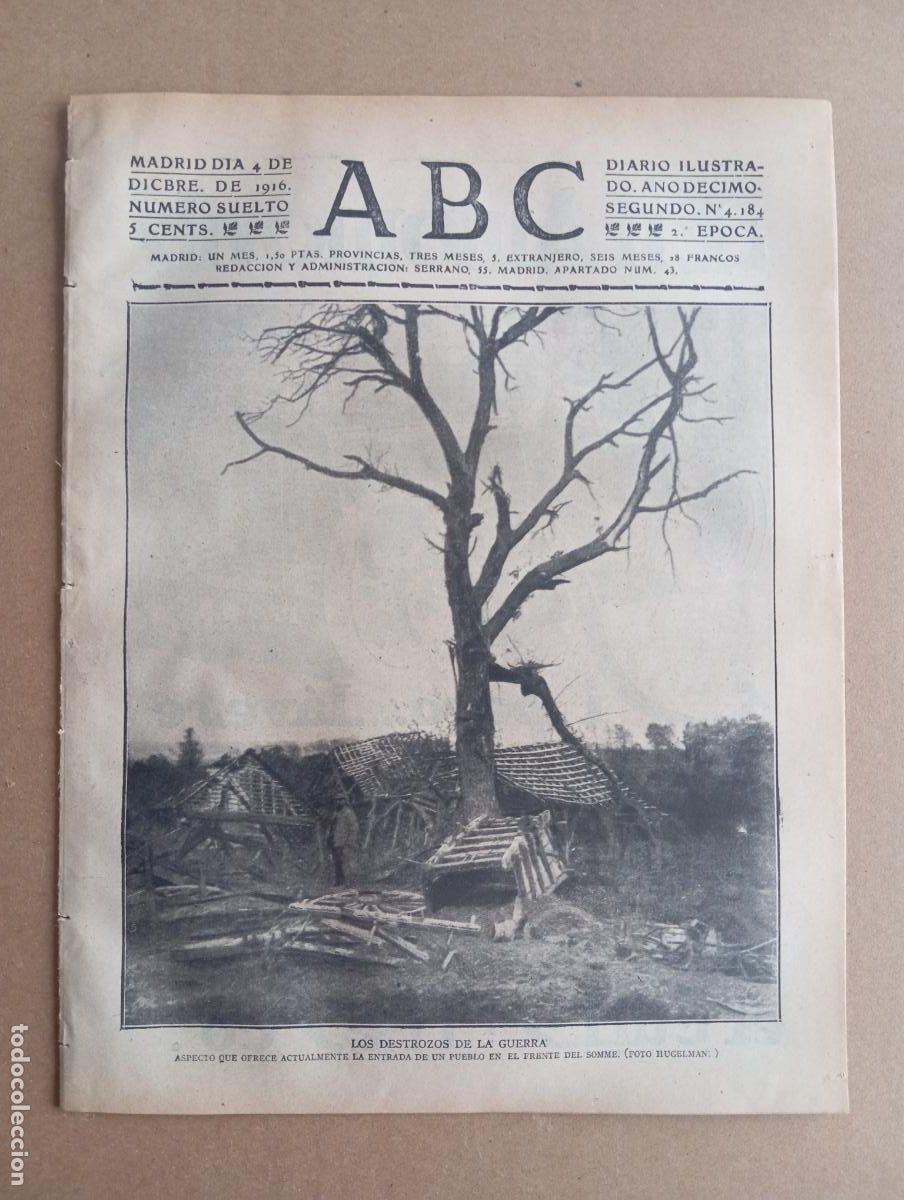 MADRID DIA 4 DE
DICBRE. DE 1916.
NUMERO SUELTO
5 CENTS.
ABC
DIARIO ILUSTRA-
DO. AÑO DECIMO-
SEGUNDO. N.º 4.184
2.ª EPOCA.
MADRID: UN MES, 1,50 PTAS. PROVINCIAS, TRES MESES, 5. EXTRANJERO, SEIS MESES, 18 FRANCOS
REDACCION Y ADMINISTRACION: SERRANO, 55, MADRID. APARTADO NUM. 43.
LOS DESTROZOS DE LA GUERRA
ASPECTO QUE OFRECE ACTUALMENTE LA ENTRADA DE UN PUEBLO EN EL FRENTE DEL SOMME. (FOTO HUGELMAN.)
todocoleccion